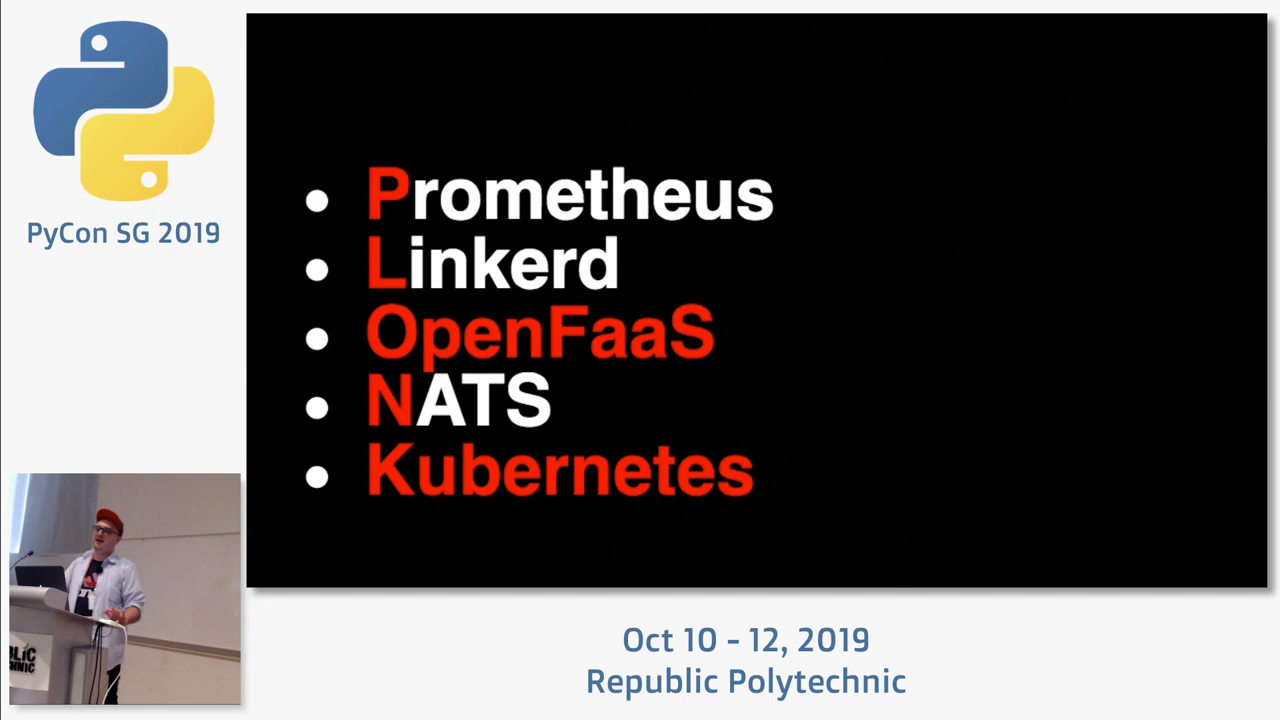 PyCon SG 2019
Prometheus
Linkerd
OpenFaaS
NATS
Kubernetes
Oct 10 - 12, 2019
Republic Polytechnic